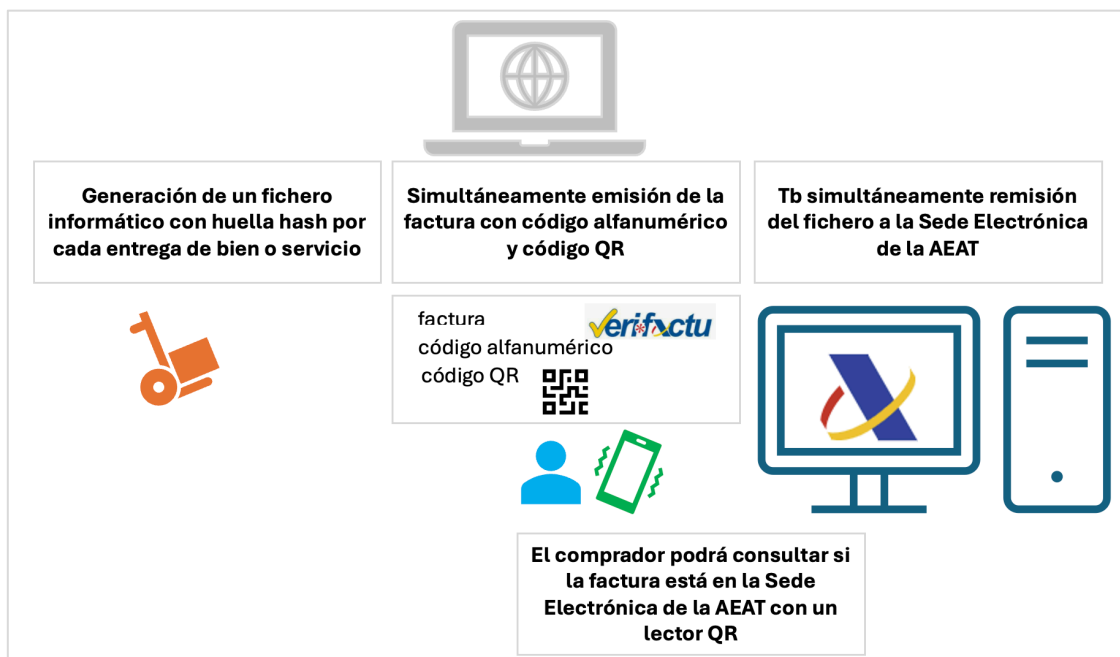 Generación de un fichero
informático con huella hash por
cada entrega de bien o servicio
Simultáneamente emisión de la
factura con código alfanumérico
y código QR
Tb simultáneamente remisión
del fichero a la Sede Electrónica
de la AEAT
factura
Verifactu
código alfanumérico
código QR
El comprador podrá consultar si
la factura está en la Sede
Electrónica de la AEAT con un
lector QR